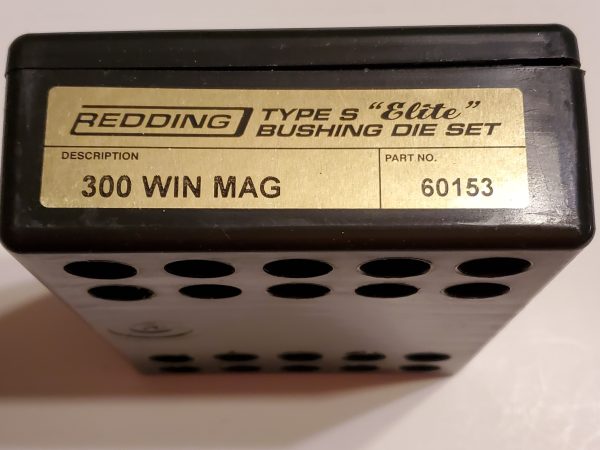 REDDING TYPE S "Elite"
BUSHING DIE SET
DESCRIPTION
300 WIN MAG
PART NO.
60153